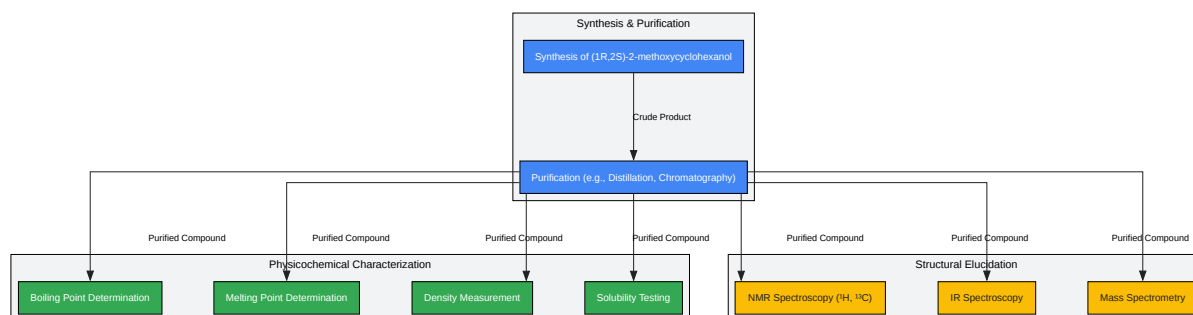 Synthesis & Purification
Synthesis of (1R,2S)-2-methoxycyclohexanol
Crude Product
Purification (e.g., Distillation, Chromatography)
Purified Compound
Purified Compound
Purified Compound
Purified Compound
Purified Compound
Purified Compound
Purified Compound
Physicochemical Characterization
Structural Elucidation
Boiling Point Determination
Melting Point Determination
Density Measurement
Solubility Testing
NMR Spectroscopy (¹H, ¹³C)
IR Spectroscopy
Mass Spectrometry